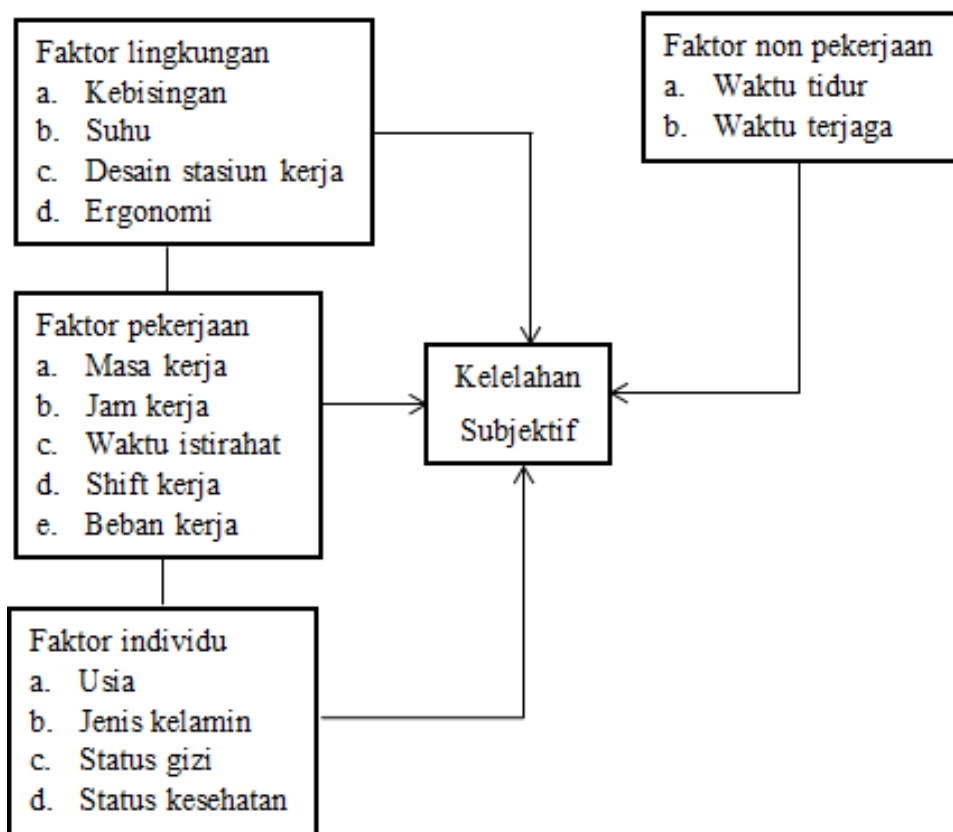 Faktor lingkungan
a. Kebisingan
b. Suhu
c. Desain stasiun kerja
d. Ergonomi
Faktor non pekerjaan
a. Waktu tidur
b. Waktu terjaga
Faktor pekerjaan
a. Masa kerja
b. Jam kerja
c. Waktu istirahat
d. Shift kerja
e. Beban kerja
Kelelahan
Subjektif
Faktor individu
a. Usia
b. Jenis kelamin
c. Status gizi
d. Status kesehatan